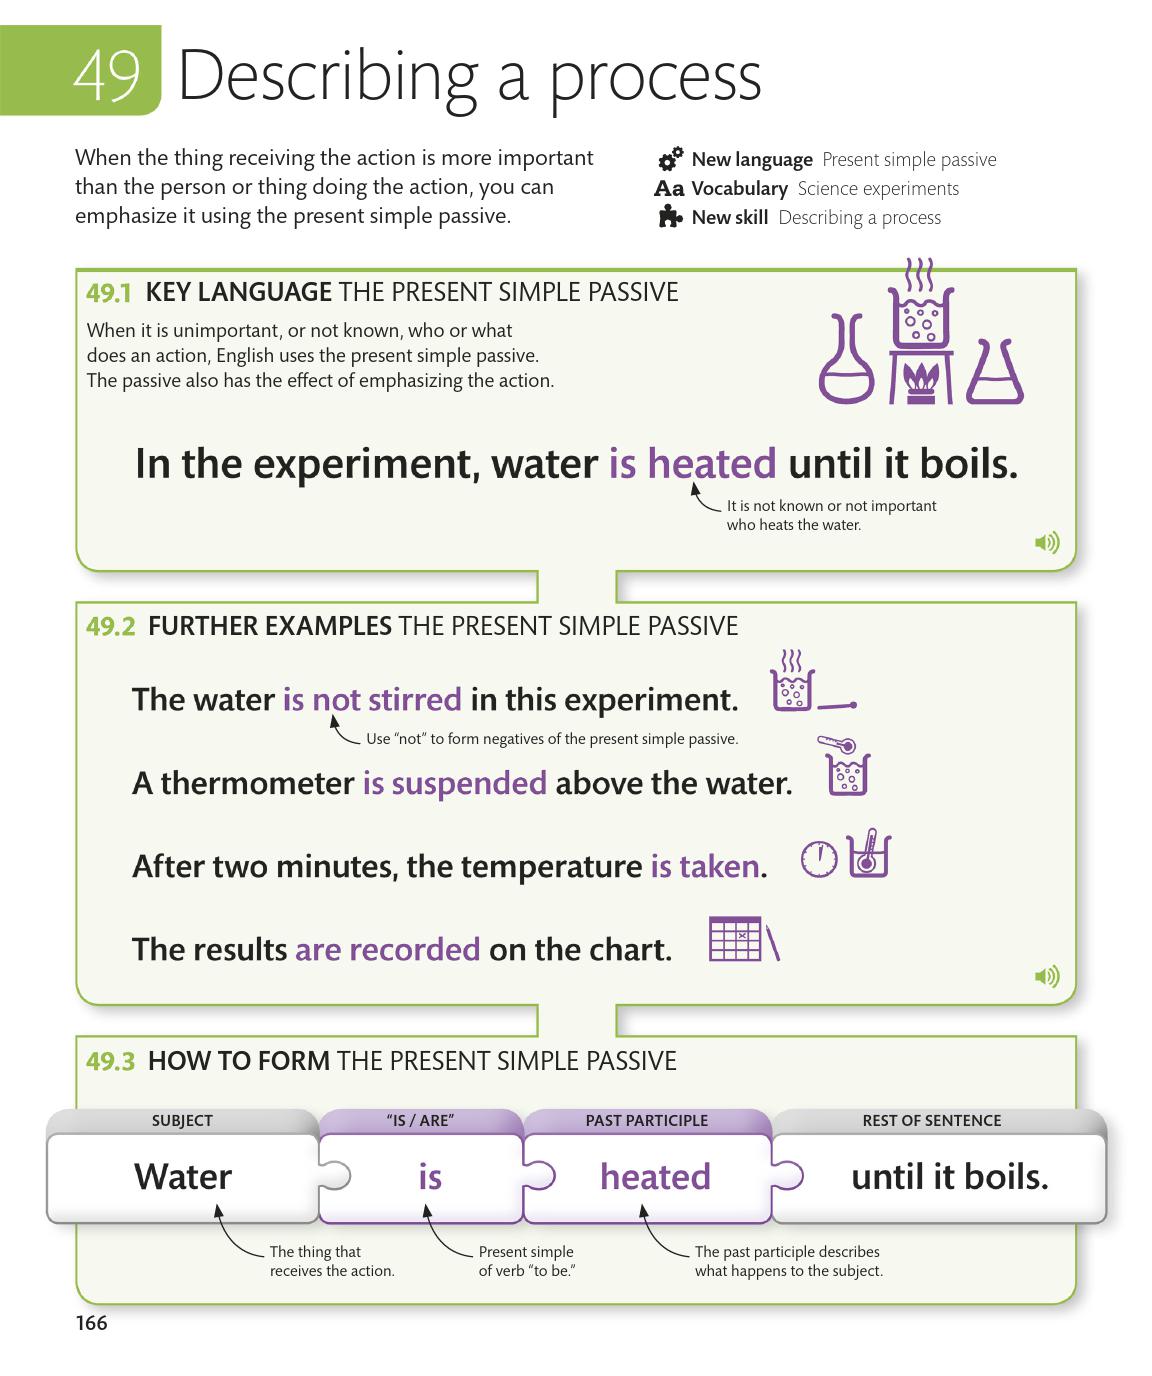 49 Describing a process
When the thing receiving the action is more important
than the person or thing doing the action, you can
emphasize it using the present simple passive.
New language Present simple passive
Aa Vocabulary Science experiments
New skill Describing a process
49.1 KEY LANGUAGE THE PRESENT SIMPLE PASSIVE
When it is unimportant, or not known, who or what
does an action, English uses the present simple passive.
The passive also has the effect of emphasizing the action.
In the experiment, water is heated until it boils.
It is not known or not important
who heats the water.
49.2 FURTHER EXAMPLES THE PRESENT SIMPLE PASSIVE
The water is not stirred in this experiment.
Use “not” to form negatives of the present simple passive.
A thermometer is suspended above the water.
After two minutes, the temperature is taken.
The results are recorded on the chart.
49.3 HOW TO FORM THE PRESENT SIMPLE PASSIVE
SUBJECT
“IS / ARE”
PAST PARTICIPLE
REST OF SENTENCE
Water
is
heated
until it boils.
The thing that
receives the action.
Present simple
of verb “to be.”
The past participle describes
what happens to the subject.
166